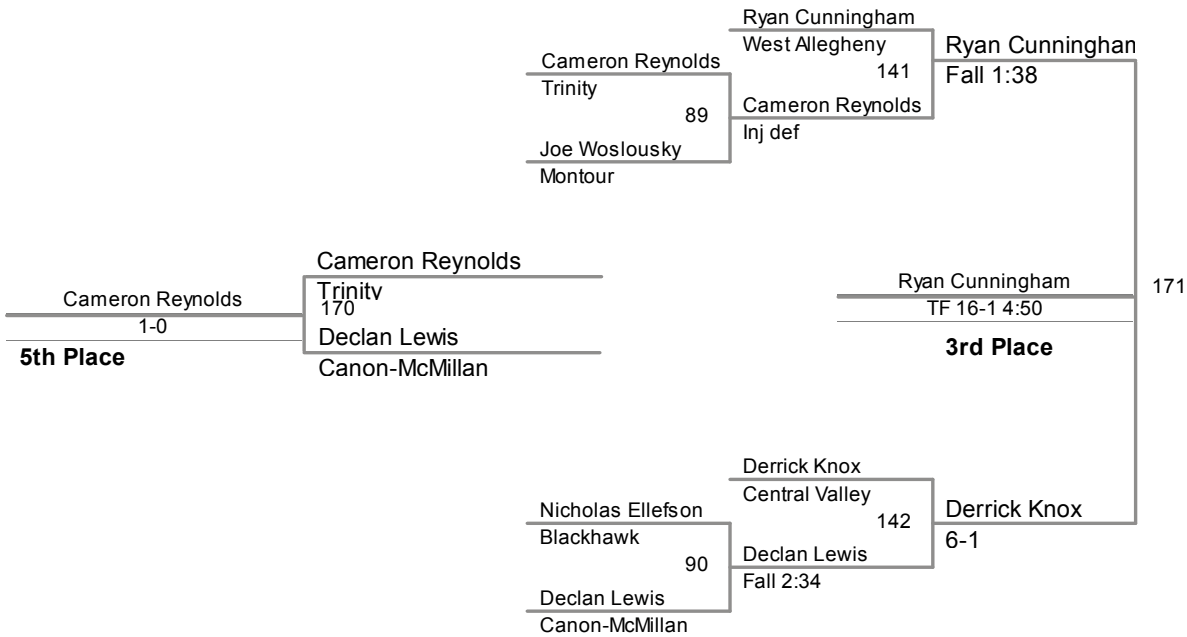 Ryan Cunningham
West Allegheny
Ryan Cunninghan
Cameron Reynolds
141
Fall 1:38
Trinity
Cameron Reynolds
89
Inj def
Joe Woslousky
Montour
Cameron Reynolds
Trinity
Ryan Cunningham
171
Cameron Reynolds
170
TF 16-1 4:50
1-0
Declan Lewis
3rd Place
5th Place
Canon-McMillan
Derrick Knox
Central Valley
Nicholas Ellefson
142
Derrick Knox
Blackhawk
6-1
Declan Lewis
90
Fall 2:34
Declan Lewis
Canon-McMillan